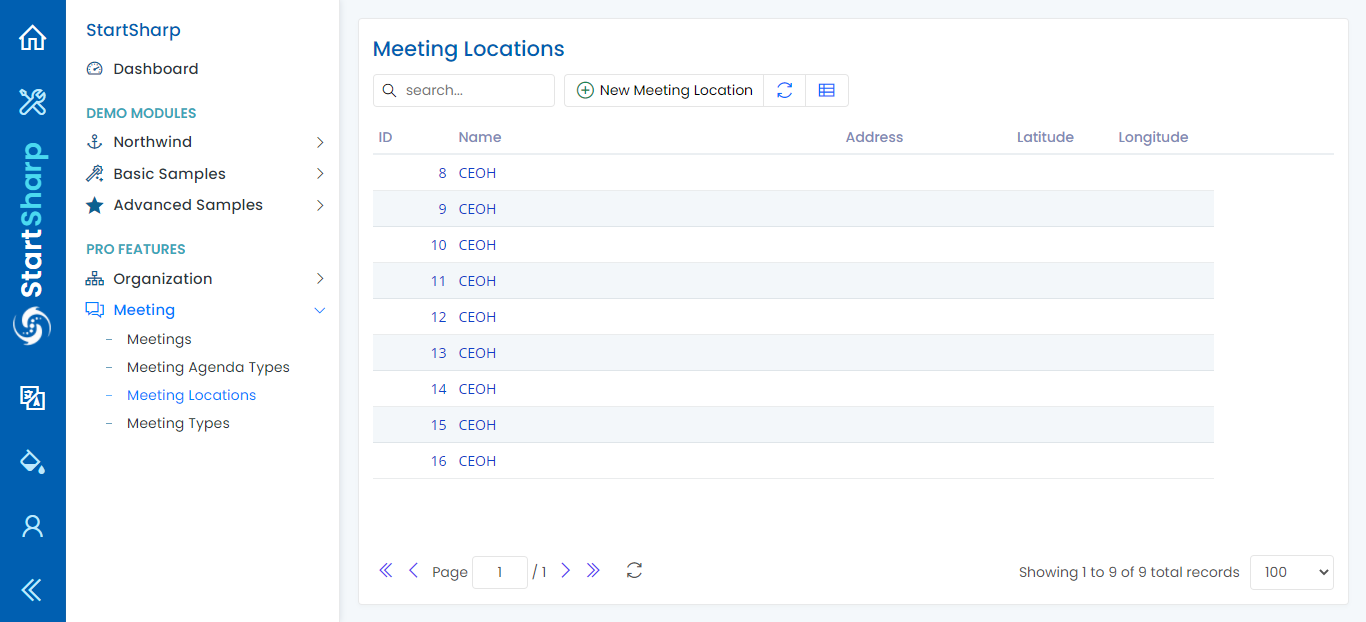 StartSharp
StartSharp
Dashboard
DEMO MODULES
Northwind
Basic Samples
Advanced Samples
PRO FEATURES
Organization
Meeting
Meetings
Meeting Agenda Types
Meeting Locations
Meeting Types
Meeting Locations
search...
New Meeting Location
ID Name Address Latitude Longitude
8 CEOH
9 CEOH
10 CEOH
11 CEOH
12 CEOH
13 CEOH
14 CEOH
15 CEOH
16 CEOH
Page 1 / 1
Showing 1 to 9 of 9 total records 100